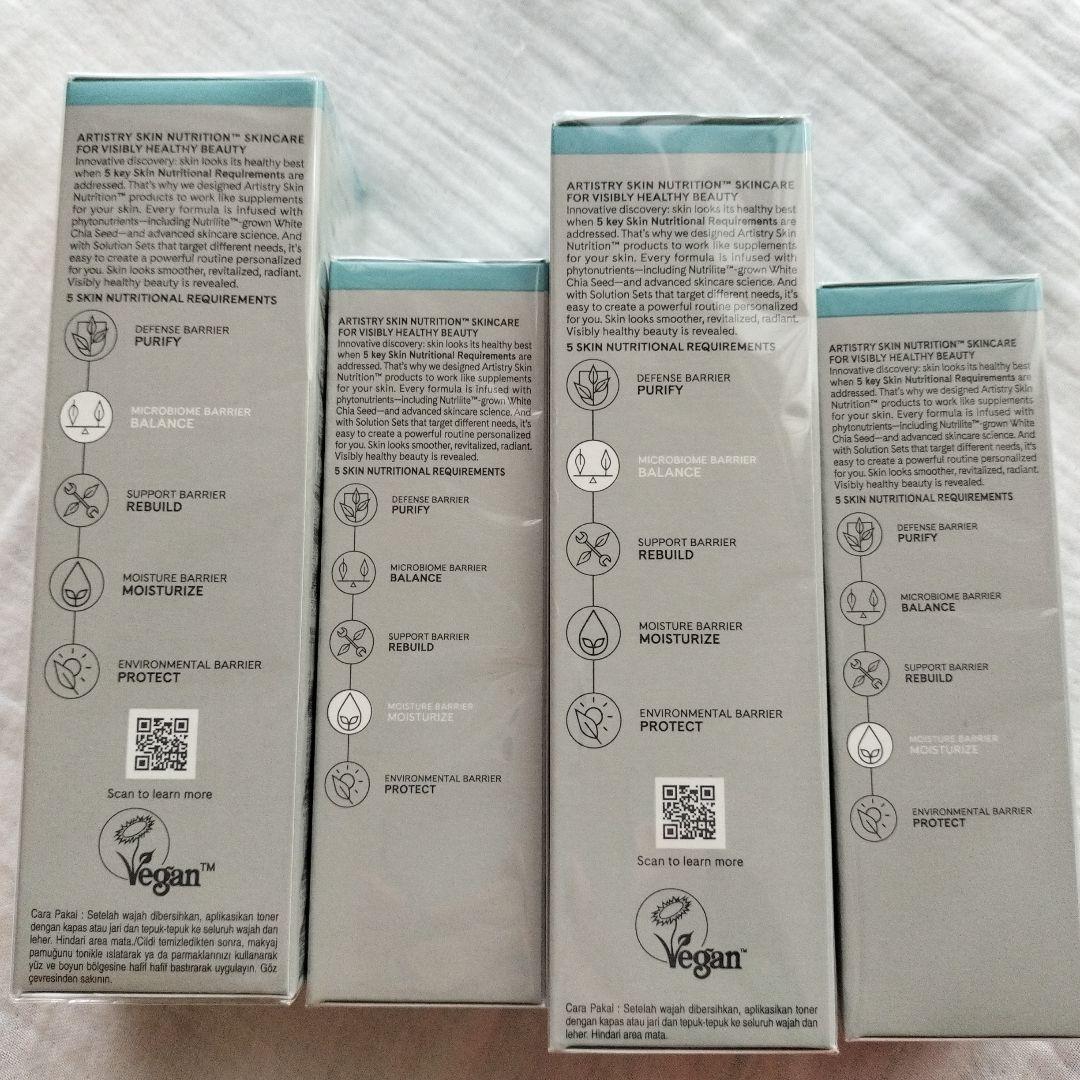 ARTISTRY SKIN NUTRITION™ SKINCARE
FOR VISIBLY HEALTHY BEAUTY
Innovative discovery: skin looks its healthy best
when 5 key Skin Nutritional Requirements are
addressed. That's why we designed Artistry Skin
Nutrition™ products to work like supplements
for your skin. Every formula is infused with
phytonutrients—including Nutrilite™-grown White
Chia Seed—and advanced skincare science. And
with Solution Sets that target different needs, it's
easy to create a powerful routine personalized
for you. Skin looks smoother, revitalized, radiant.
Visibly healthy beauty is revealed.
5 SKIN NUTRITIONAL REQUIREMENTS
DEFENSE BARRIER
PURIFY
MICROBIOME BARRIER
BALANCE
SUPPORT BARRIER
REBUILD
MOISTURE BARRIER
MOISTURIZE
ENVIRONMENTAL BARRIER
PROTECT
Scan to learn more
Vegan™
Cara Pakai : Setelah wajah dibersihkan, aplikasikan toner
dengan kapas atau jari dan tepuk-tepuk ke seluruh wajah dan
leher. Hindari area mata./Cildi temizledikten sonra, makyaj
pamuğunu tonikle ıslatarak ya da parmaklarınızı kullanarak
yüz ve boyun bölgesine hafif hafif bastırarak uygulayın. Göz
çevresinden sakının.
ARTISTRY SKIN NUTRITION™ SKINCARE
FOR VISIBLY HEALTHY BEAUTY
Innovative discovery: skin looks its healthy best
when 5 key Skin Nutritional Requirements are
addressed. That's why we designed Artistry Skin
Nutrition™ products to work like supplements
for your skin. Every formula is infused with
phytonutrients—including Nutrilite™-grown White
Chia Seed—and advanced skincare science. And
with Solution Sets that target different needs, it's
easy to create a powerful routine personalized
for you. Skin looks smoother, revitalized, radiant.
Visibly healthy beauty is revealed.
5 SKIN NUTRITIONAL REQUIREMENTS
DEFENSE BARRIER
PURIFY
MICROBIOME BARRIER
BALANCE
SUPPORT BARRIER
REBUILD
MOISTURE BARRIER
MOISTURIZE
ENVIRONMENTAL BARRIER
PROTECT
ARTISTRY SKIN NUTRITION™ SKINCARE
FOR VISIBLY HEALTHY BEAUTY
Innovative discovery: skin looks its healthy best
when 5 key Skin Nutritional Requirements are
addressed. That's why we designed Artistry Skin
Nutrition™ products to work like supplements
for your skin. Every formula is infused with
phytonutrients—including Nutrilite™-grown White
Chia Seed—and advanced skincare science. And
with Solution Sets that target different needs, it's
easy to create a powerful routine personalized
for you. Skin looks smoother, revitalized, radiant.
Visibly healthy beauty is revealed.
5 SKIN NUTRITIONAL REQUIREMENTS
DEFENSE BARRIER
PURIFY
MICROBIOME BARRIER
BALANCE
SUPPORT BARRIER
REBUILD
MOISTURE BARRIER
MOISTURIZE
ENVIRONMENTAL BARRIER
PROTECT
Scan to learn more
Vegan™
Cara Pakai : Setelah wajah dibersihkan, aplikasikan toner
dengan kapas atau jari dan tepuk-tepuk ke seluruh wajah dan
leher. Hindari area mata.
ARTISTRY SKIN NUTRITION™ SKINCARE
FOR VISIBLY HEALTHY BEAUTY
Innovative discovery: skin looks its healthy best
when 5 key Skin Nutritional Requirements are
addressed. That's why we designed Artistry Skin
Nutrition™ products to work like supplements
for your skin. Every formula is infused with
phytonutrients—including Nutrilite™-grown White
Chia Seed—and advanced skincare science. And
with Solution Sets that target different needs, it's
easy to create a powerful routine personalized
for you. Skin looks smoother, revitalized, radiant.
Visibly healthy beauty is revealed.
5 SKIN NUTRITIONAL REQUIREMENTS
DEFENSE BARRIER
PURIFY
MICROBIOME BARRIER
BALANCE
SUPPORT BARRIER
REBUILD
MOISTURE BARRIER
MOISTURIZE
ENVIRONMENTAL BARRIER
PROTECT